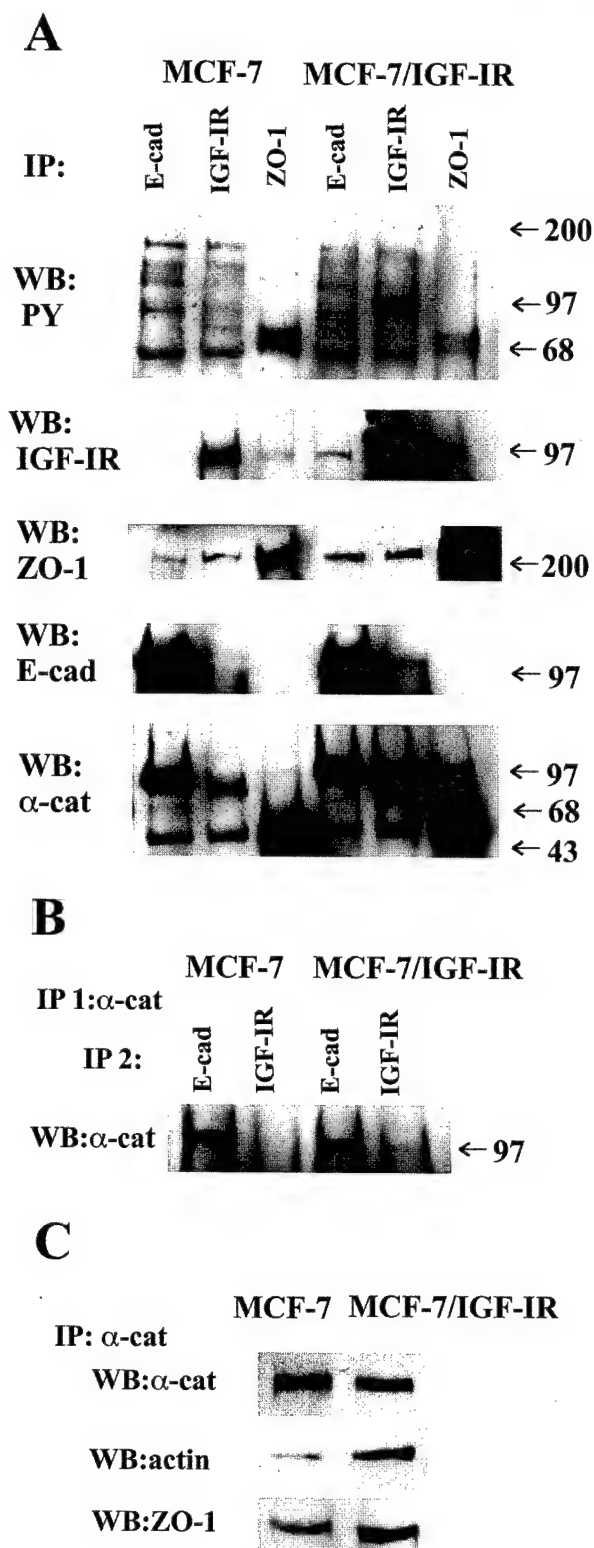 A
MCF-7 MCF-7/IGF-IR
IP: E-cad IGF-IR ZO-1 E-cad IGF-IR ZO-1
←200
WB:
PY
←97
←68
WB:
IGF-IR
←97
WB:
ZO-1
←200
WB:
E-cad
←97
WB:
α-cat
←97
←68
←43
B
MCF-7 MCF-7/IGF-IR
IP 1:α-cat
IP 2: E-cad IGF-IR E-cad IGF-IR
WB:α-cat ←97
C
MCF-7 MCF-7/IGF-IR
IP: α-cat
WB:α-cat
WB:actin
WB:ZO-1